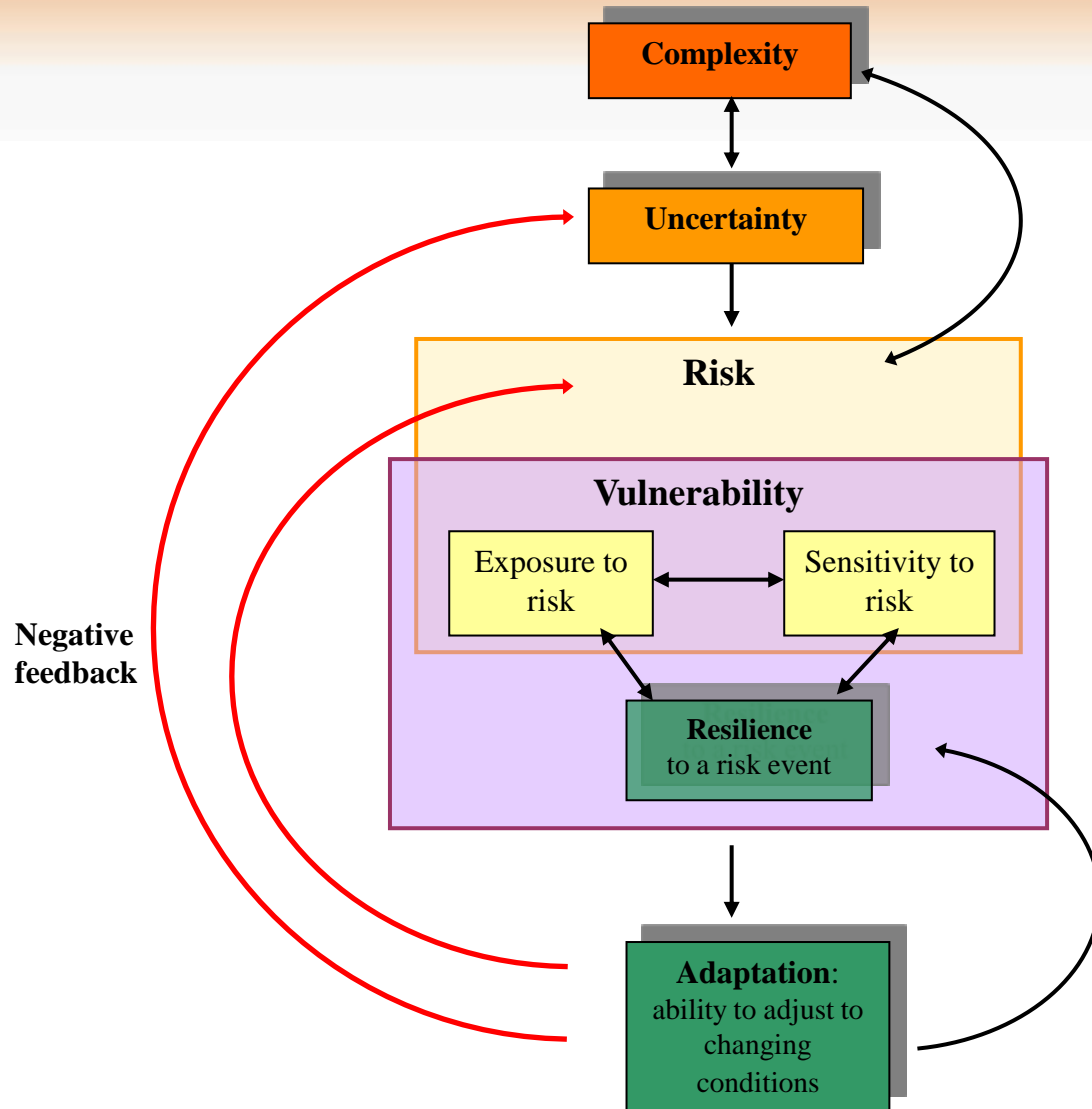 Complexity
Uncertainty
Risk
Vulnerability
Exposure to
risk
Sensitivity to
risk
Negative
feedback
Resilience
to a risk event
Adaptation:
ability to adjust to
changing
conditions